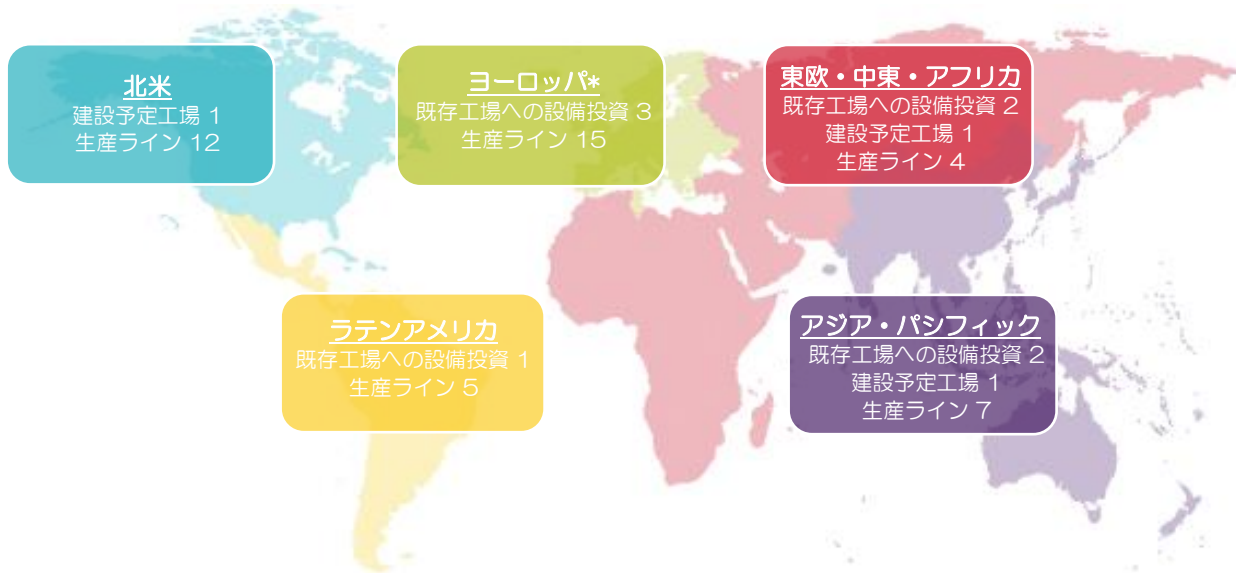 北米
建設予定工場 1
生産ライン 12
ヨーロッパ*
既存工場への設備投資 3
生産ライン 15
東欧・中東・アフリカ
既存工場への設備投資 2
建設予定工場 1
生産ライン 4
ラテンアメリカ
既存工場への設備投資 1
生産ライン 5
アジア・パシフィック
既存工場への設備投資 2
建設予定工場 1
生産ライン 7